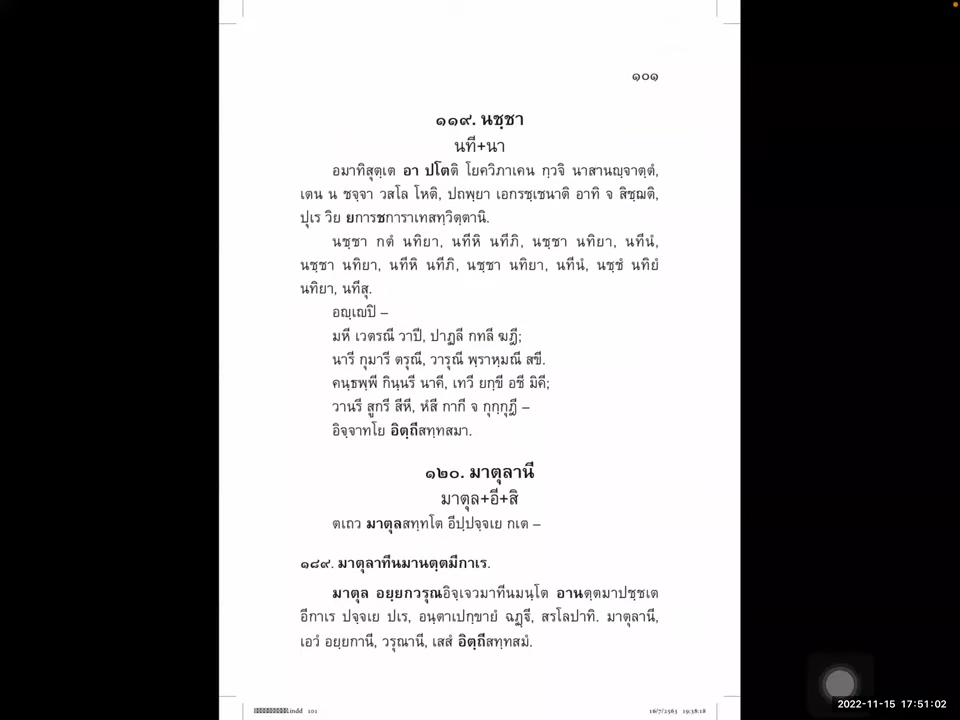 ๑๐๑
๑๑๙. นชฺชา
นที+นา
อมาทิสุตฺเต อา ปโตติ โยควิภาเคน กฺวจิ นาสานญฺจาตฺตํ,
เตน น ชจฺจา วสโล โหติ, ปถพฺยา เอกรชฺเชนาติ อาทิ จ สิชฺฌติ,
ปุเร วิย ยการชการาเทสทฺวิตฺตานิ.
นชฺชา กตํ นทิยา, นทีหิ นทีภิ, นชฺชา นทิยา, นทีนํ,
นชฺชา นทิยา, นทีหิ นทีภิ, นชฺชา นทิยา, นทีนํ, นชฺชํ นทิยํ
นทิยา, นทีสุ.
อญฺเญปิ –
มหี เวตรณี วาปี, ปาฏลี กทลี ฆฏี;
นารี กุมารี ตรุณี, วารุณี พฺราหฺมณี สขี.
คนฺธพฺพี กินฺนรี นาคี, เทวี ยกฺขี อชี มิคี;
วานรี สูกรี สีหี, หํสี กากี จ กุกฺกุฏี –
อิจฺจาทโย อิตฺถีสทฺทสมา.
๑๒๐. มาตุลานี
มาตุล+อี+สิ
ตเถว มาตุลสทฺทโต อีปฺปจฺจเย กเต –
๑๘๙. มาตุลาทีนมานตฺตมีกาเร.
มาตุล อยฺยกวรุณอิจฺเจวมาทีนมนฺโต อานตฺตมาปชฺชเต
อีกาเร ปจฺจเย ปเร, อนฺตาเปกฺขายํ ฉฏฺฐี, สรโลปาทิ. มาตุลานี,
เอวํ อยฺยกานี, วรุณานี, เสสํ อิตฺถีสทฺทสมํ.
.indd 101
16/7/2563 19:38:18
2022-11-15 17:51:02